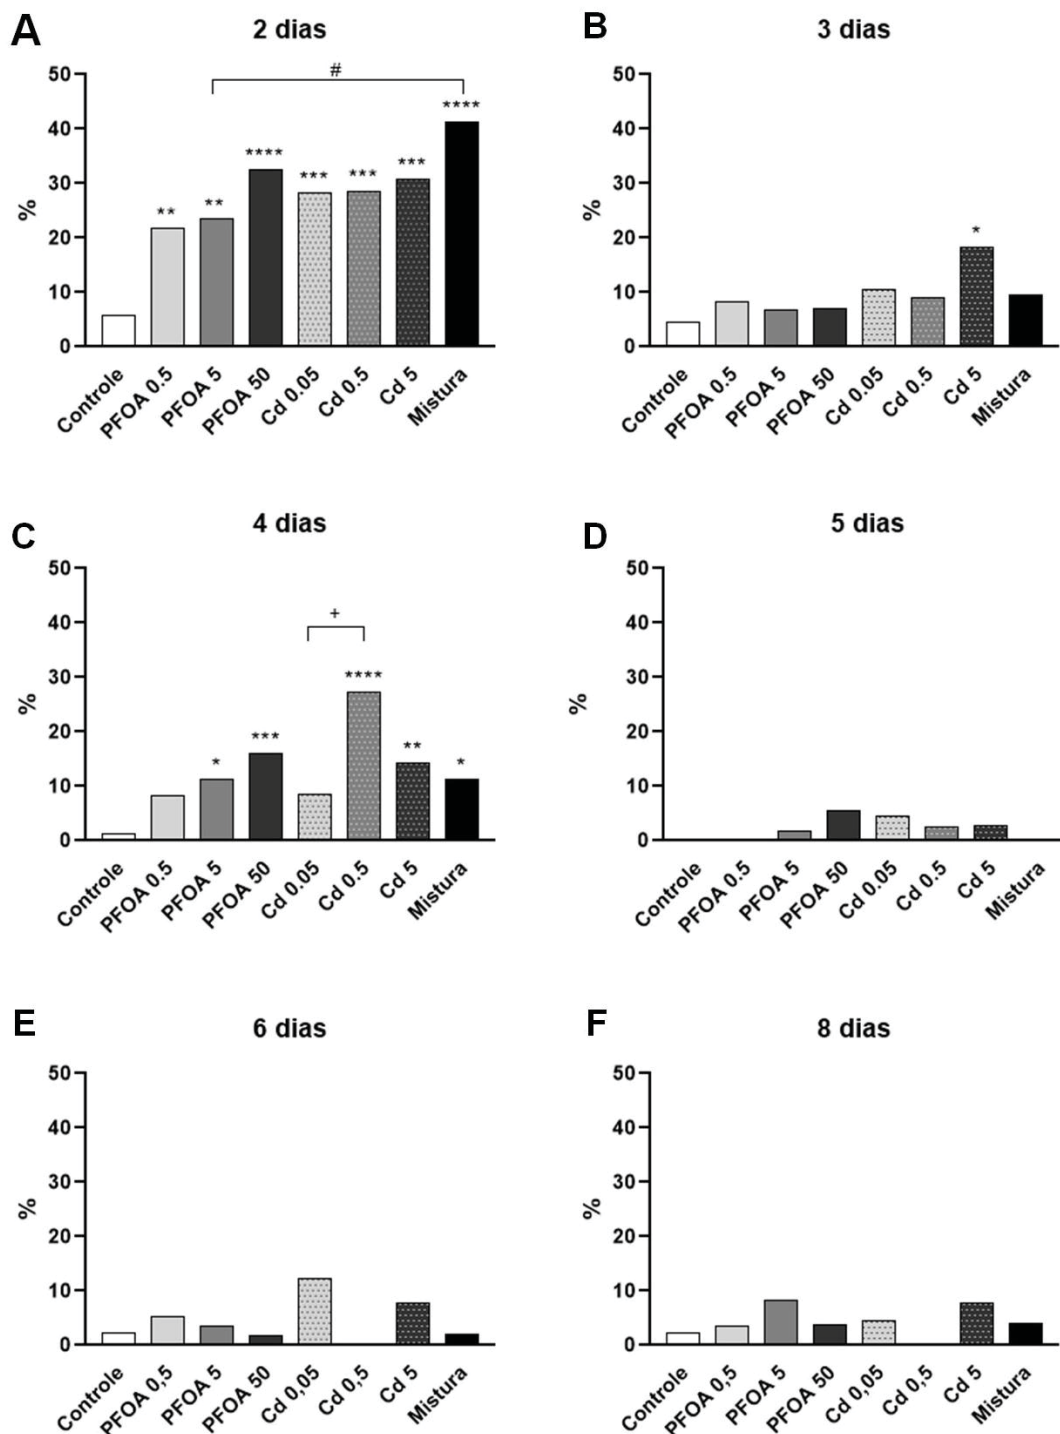 A
2 dias
#
50
40
30
20
10
0
%
**
**
****
***
***
***
****
Controle
PFOA 0.5
PFOA 5
PFOA 50
Cd 0.05
Cd 0.5
Cd 5
Mistura
B
3 dias
50
40
30
20
10
0
%
*
Controle
PFOA 0.5
PFOA 5
PFOA 50
Cd 0.05
Cd 0.5
Cd 5
Mistura
C
4 dias
50
40
30
20
10
0
%
+
*
***
****
**
*
Controle
PFOA 0.5
PFOA 5
PFOA 50
Cd 0.05
Cd 0.5
Cd 5
Mistura
D
5 dias
50
40
30
20
10
0
%
Controle
PFOA 0.5
PFOA 5
PFOA 50
Cd 0.05
Cd 0.5
Cd 5
Mistura
E
6 dias
50
40
30
20
10
0
%
Controle
PFOA 0,5
PFOA 5
PFOA 50
Cd 0,05
Cd 0,5
Cd 5
Mistura
F
8 dias
50
40
30
20
10
0
%
Controle
PFOA 0,5
PFOA 5
PFOA 50
Cd 0,05
Cd 0,5
Cd 5
Mistura